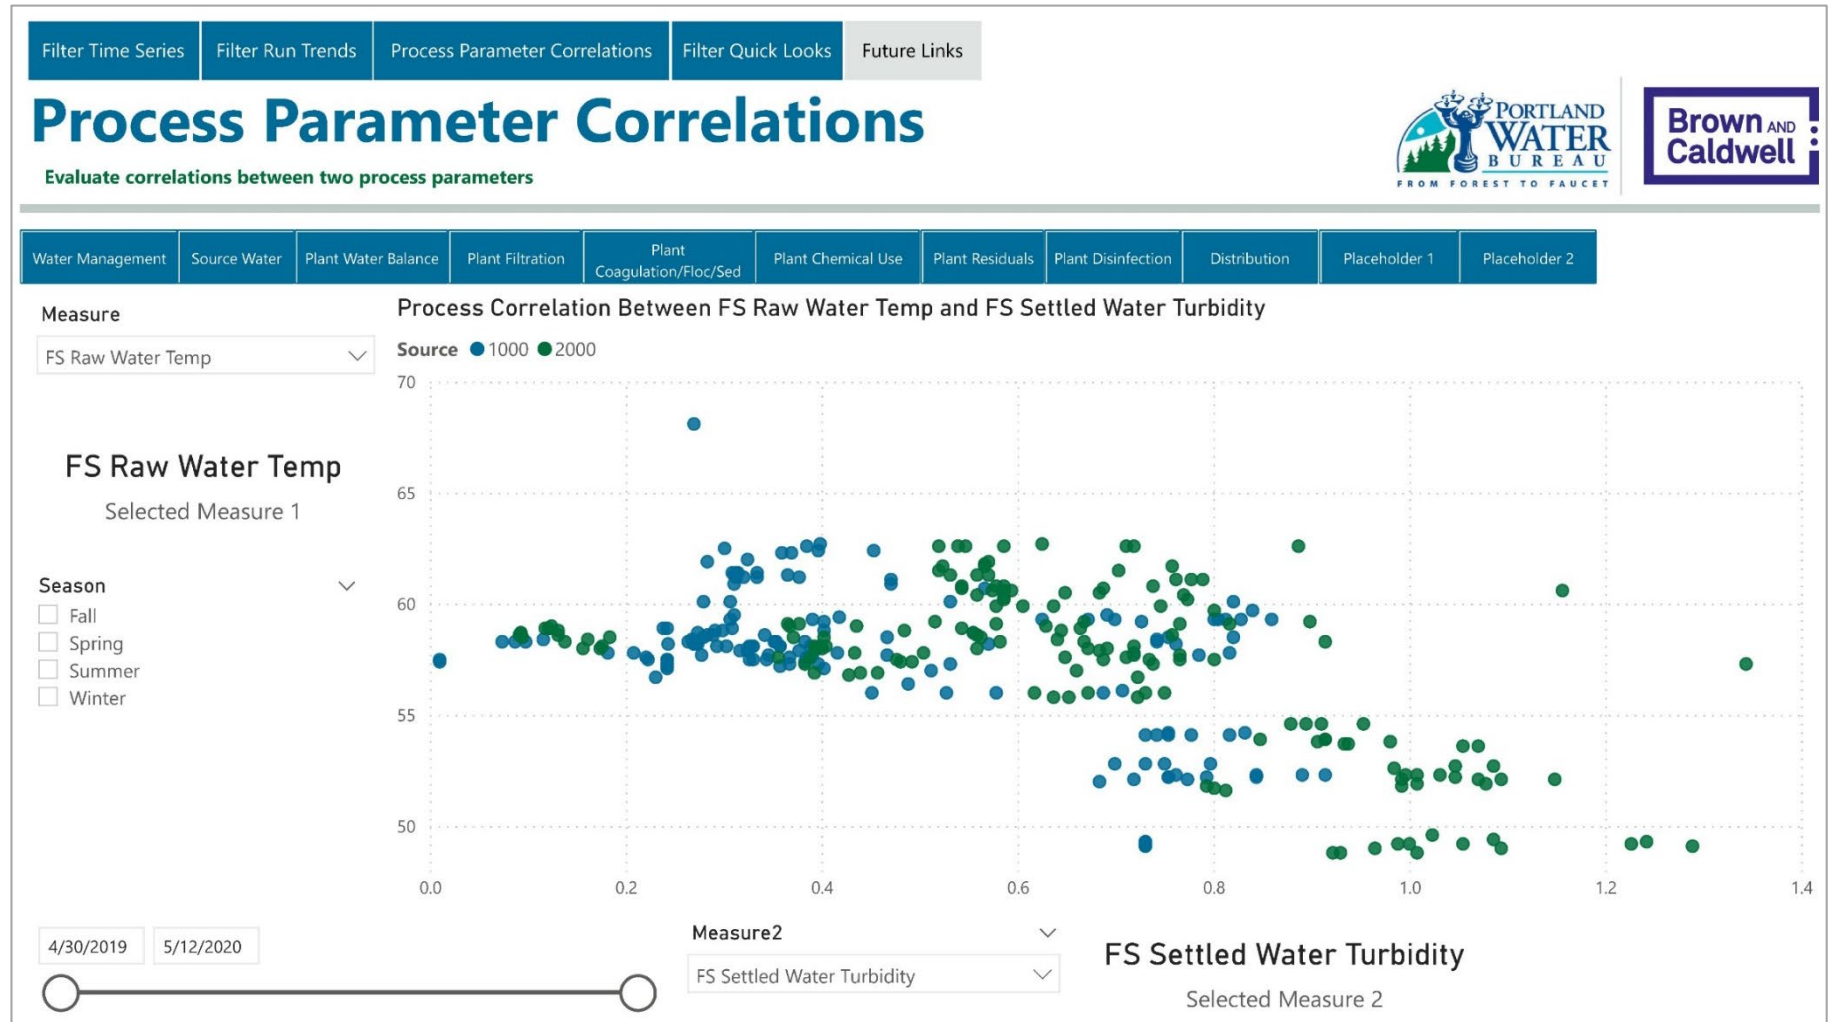 Filter Time Series
Filter Run Trends
Process Parameter Correlations
Filter Quick Looks
Future Links
Process Parameter Correlations
Evaluate correlations between two process parameters
PORTLAND
WATER
BUREAU
FROM FOREST TO FAUCET
Brown AND
Caldwell
Water Management
Source Water
Plant Water Balance
Plant Filtration
Plant
Coagulation/Floc/Sed
Plant Chemical Use
Plant Residuals
Plant Disinfection
Distribution
Placeholder 1
Placeholder 2
Measure
FS Raw Water Temp
FS Raw Water Temp
Selected Measure 1
Season
Fall
Spring
Summer
Winter
Process Correlation Between FS Raw Water Temp and FS Settled Water Turbidity
Source 1000 2000
70
65
60
55
50
0.0 0.2 0.4 0.6 0.8 1.0 1.2 1.4
4/30/2019 5/12/2020
Measure2
FS Settled Water Turbidity
FS Settled Water Turbidity
Selected Measure 2